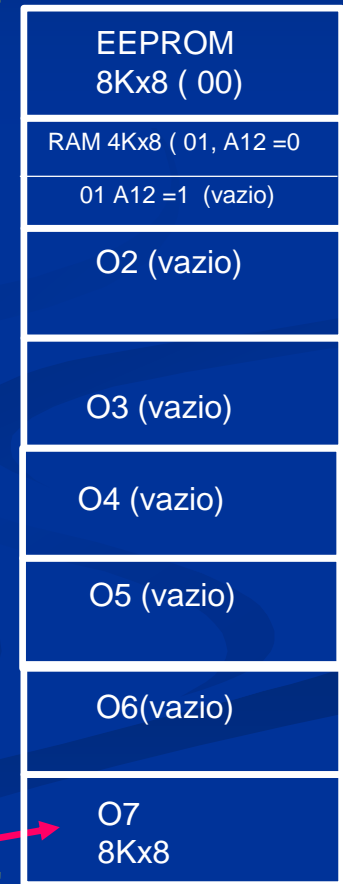 EEPROM
8Kx8 ( 00)
RAM 4Kx8 ( 01, A12 =0
01 A12 =1 (vazio)
O2 (vazio)
O3 (vazio)
O4 (vazio)
O5 (vazio)
O6(vazio)
O7
8Kx8